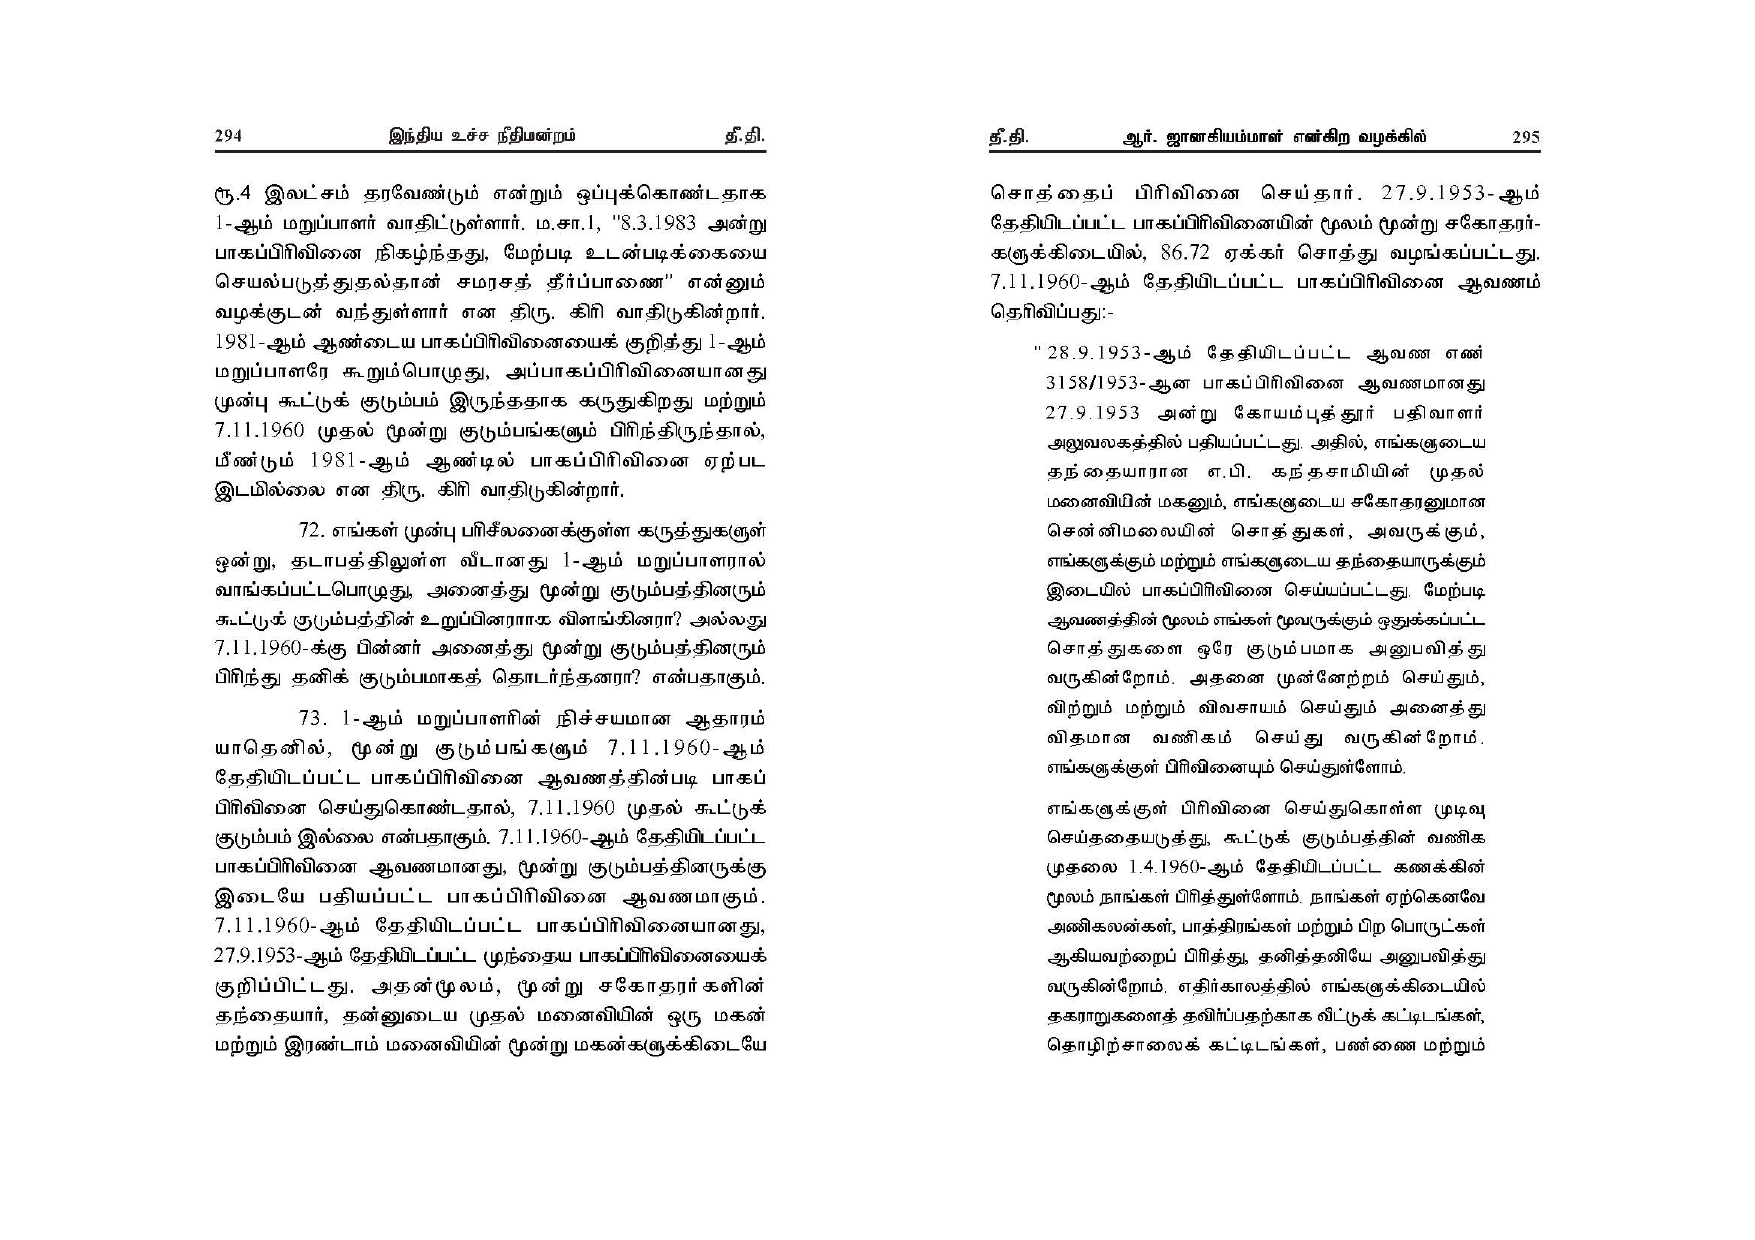 294 இந்திய உச்ச நீதிமன்றம் தீ.தி.
ரூ.4 இலட்சம் தரவேண்டும் என்றும் ஒப்புக்கொண்டதாக
1-ஆம் மறுப்பாளர் வாதிட்டுள்ளார். ம.சா.1, "8.3.1983 அன்று
பாகப்பிரிவினை நிகழ்ந்தது, மேற்படி உடன்படிக்கையை
செயல்படுத்துதல்தான் சமரசத் தீர்ப்பாணை" என்னும்
வழக்குடன் வந்துள்ளார் என திரு. கிரி வாதிடுகின்றார்.
1981-ஆம் ஆண்டைய பாகப்பிரிவினையைக் குறித்து 1-ஆம்
மறுப்பாளரே கூறும்பொழுது, அப்பாகப்பிரிவினையானது
முன்பு கூட்டுக் குடும்பம் இருந்ததாக கருதுகிறது மற்றும்
7.11.1960 முதல் மூன்று குடும்பங்களும் பிரிந்திருந்தால்,
மீண்டும் 1981-ஆம் ஆண்டில் பாகப்பிரிவினை ஏற்பட
இடமில்லை என திரு. கிரி வாதிடுகின்றார்.
72. எங்கள் முன்பு பரிசீலனைக்குள்ள கருத்துகளுள்
ஒன்று, தடாபத்திலுள்ள வீடானது 1-ஆம் மறுப்பாளரால்
வாங்கப்பட்டபொழுது, அனைத்து மூன்று குடும்பத்தினரும்
கூட்டுக் குடும்பத்தின் உறுப்பினராாக விளங்கினரா? அல்லது
7.11.1960-க்கு பின்னர் அனைத்து மூன்று குடும்பத்தினரும்
பிரிந்து தனிக் குடும்பமாகத் தொடர்ந்தனரா? என்பதாகும்.
73. 1-ஆம் மறுப்பாளரின் நிச்சயமான ஆதாரம்
யாதெனில், மூன்று குடும்பங்களும் 7.11.1960-ஆம்
தேதியிடப்பட்ட பாகப்பிரிவினை ஆவணத்தின்படி பாகப்
பிரிவினை செய்துகொண்டதால், 7.11.1960 முதல் கூட்டுக்
குடும்பம் இல்லை என்பதாகும். 7.11.1960-ஆம் தேதியிடப்பட்ட
பாகப்பிரிவினை ஆவணமானது, மூன்று குடும்பத்தினருக்கு
இடையே பதியப்பட்ட பாகப்பிரிவினை ஆவணமாகும்.
7.11.1960-ஆம் தேதியிடப்பட்ட பாகப்பிரிவினையானது,
27.9.1953-ஆம் தேதியிடப்பட்ட முந்தைய பாகப்பிரிவினையைக்
குறிப்பிட்டது. அதன்மூலம், மூன்று சகோதரர்களின்
தந்தையார், தன்னுடைய முதல் மனைவியின் ஒரு மகன்
மற்றும் இரண்டாம் மனைவியின் மூன்று மகன்களுக்கிடையே
தீ.தி. ஆர். ஜானகியம்மாள் என்கிற வழக்கில் 295
சொத்தைப் பிரிவினை செய்தார். 27.9.1953-ஆம்
தேதியிடப்பட்ட பாகப்பிரிவினையின் மூலம் மூன்று சகோதரர்-
களுக்கிடையில், 86.72 ஏக்கர் சொத்து வழங்கப்பட்டது.
7.11.1960-ஆம் தேதியிடப்பட்ட பாகப்பிரிவினை ஆவணம்
தெரிவிப்பது:-
" 28.9.1953-ஆம் தேதியிடப்பட்ட ஆவண எண்
3158/1953-ஆன பாகப்பிரிவினை ஆவணமானது
27.9.1953 அன்று கோயம்புத்தூர் பதிவாளர்
அலுவலகத்தில் பதியப்பட்டது. அதில், எங்களுடைய
தந்தையாரான எ.பி. கந்தசாமியின் முதல்
மனைவியின் மகனும், எங்களுடைய சகோதரனுமான
சென்னிமலையின் சொத்துகள், அவருக்கும்,
எங்களுக்கும் மற்றும் எங்களுடைய தந்தையாருக்கும்
இடையில் பாகப்பிரிவினை செய்யப்பட்டது. மேற்படி
ஆவணத்தின் மூலம் எங்கள் மூவருக்கும் ஒதுக்கப்பட்ட
சொத்துகளை ஒரே குடும்பமாக அனுபவித்து
வருகின்றோம். அதனை முன்னேற்றம் செய்தும்,
விற்றும் மற்றும் விவசாயம் செய்தும் அனைத்து
விதமான வணிகம் செய்து வருகின்றோம்.
எங்களுக்குள் பிரிவினையும் செய்துள்ளோம்.
எங்களுக்குள் பிரிவினை செய்துகொள்ள முடிவு
செய்ததையடுத்து, கூட்டுக் குடும்பத்தின் வணிக
முதலை 1.4.1960-ஆம் தேதியிடப்பட்ட கணக்கின்
மூலம் நாங்கள் பிரித்துள்ளோம். நாங்கள் ஏற்கெனவே
அணிகலன்கள், பாத்திரங்கள் மற்றும் பிற பொருட்கள்
ஆகியவற்றைப் பிரித்து, தனித்தனியே அனுபவித்து
வருகின்றோம். எதிர்காலத்தில் எங்களுக்கிடையில்
தகராறுகளைத் தவிர்ப்பதற்காக வீட்டுக் கட்டிடங்கள்,
தொழிற்சாலைக் கட்டிடங்கள், பண்ணை மற்றும்